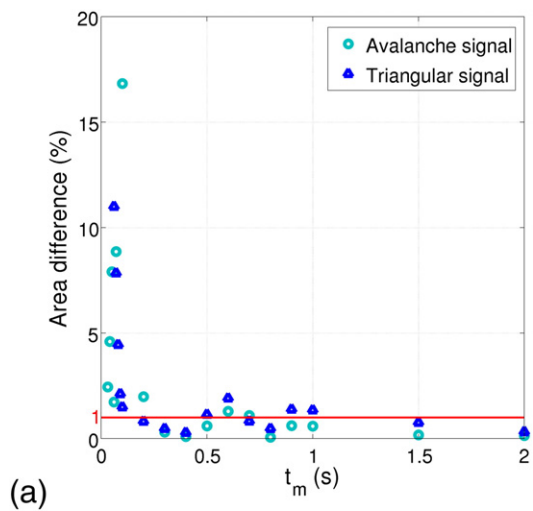 20
Avalanche signal
Triangular signal
15
Area difference (%)
10
5
1
0
0 0.5 1 1.5 2
t_m (s)
(a)